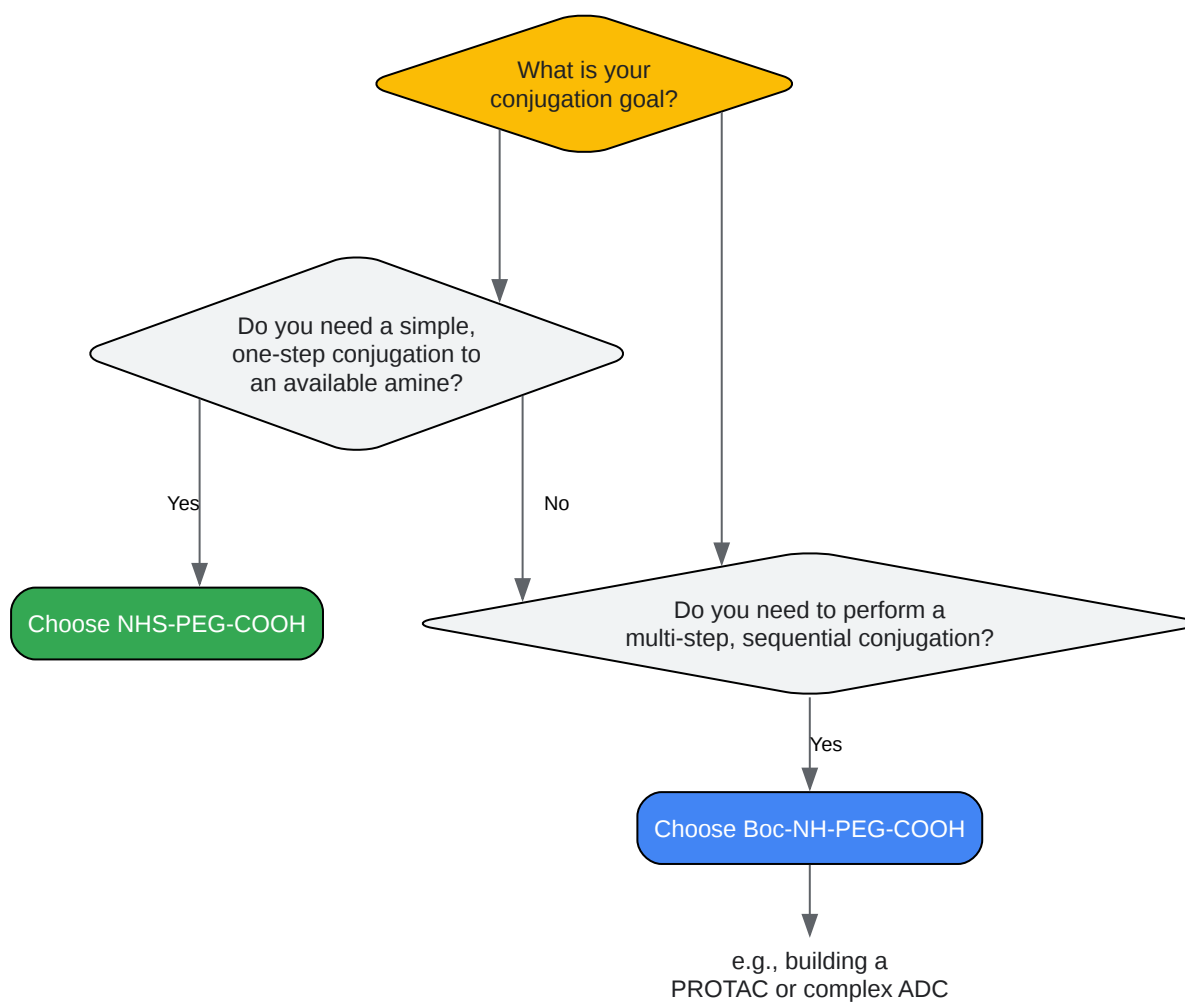 What is your
conjugation goal?
Do you need a simple,
one-step conjugation to
an available amine?
Yes
No
Choose NHS-PEG-COOH
Do you need to perform a
multi-step, sequential conjugation?
Yes
Choose Boc-NH-PEG-COOH
e.g., building a
PROTAC or complex ADC